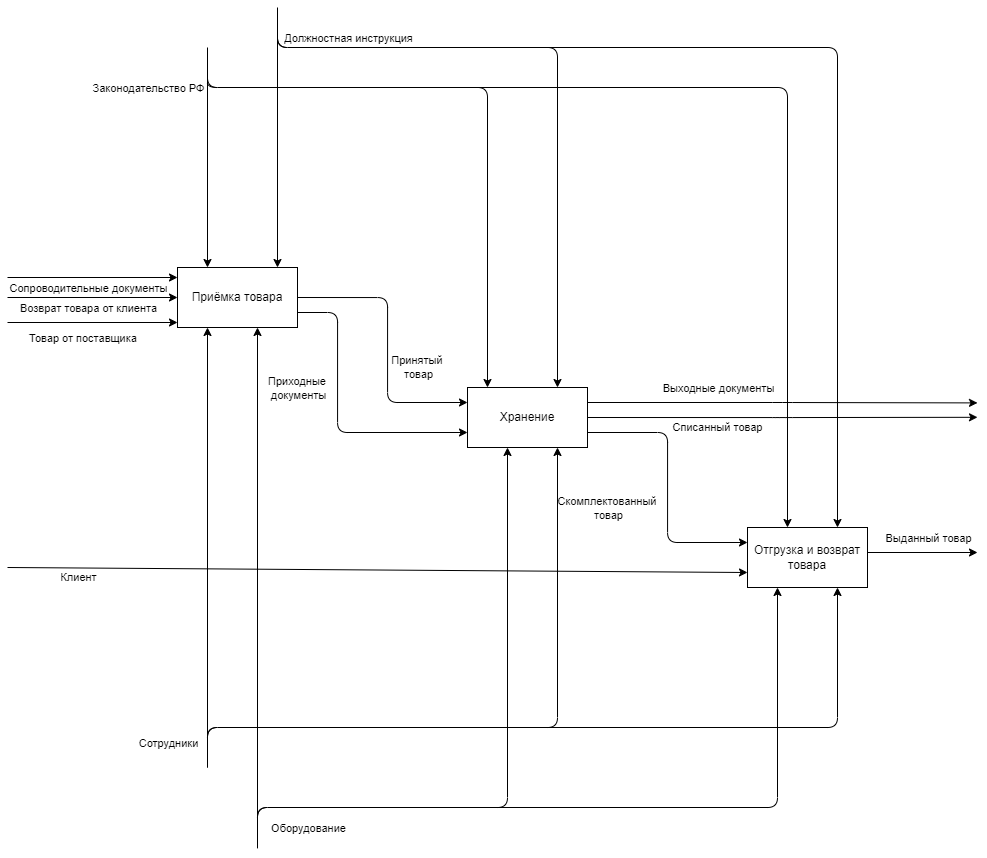 Должностная инструкция
Законодательство РФ
Сопроводительные документы
Приёмка товара
Возврат товара от клиента
Товар от поставщика
Принятый
товар
Приходные
документы
Выходные документы
Хранение
Списанный товар
Скомплектованный
товар
Выданный товар
Отгрузка и возврат
товара
Клиент
Сотрудники
Оборудование